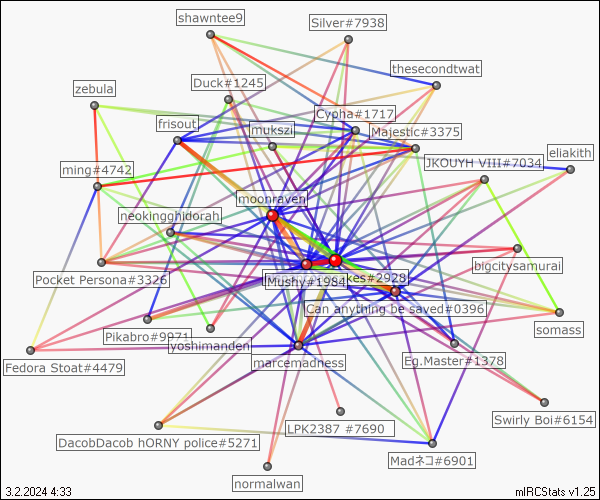 shawntee9
Silver#7938
thesecondtwat
Duck#1245
zebula
Cypha#1717
frisout
mukszi
Majestic#3375
eliakith
JKOUYH VIII#7034
ming#4742
moonraven
neokingghidorah
bigcitysamurai
Pocket Persona#3326
kes#2928
Mushy#1984
Can anything be saved#0396
somass
Pikabro#9971
yoshimanden
marcemadness
Eg.Master#1378
Fedora Stoat#4479
Swirly Boi#6154
LPK2387 #7690
DacobDacob hORNY police#5271
Madネコ#6901
normalwan
3.2.2024 4:33
mIRCStats v1.25